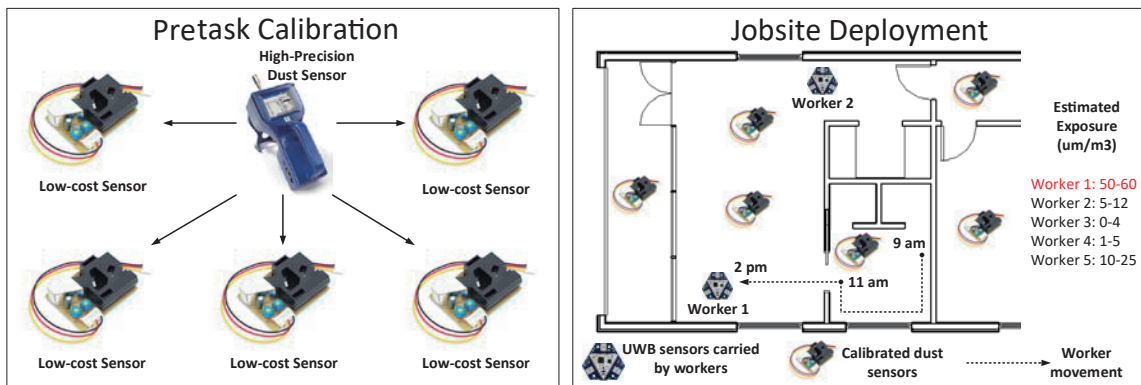 Pretask Calibration
High-Precision
Dust Sensor
Low-cost Sensor
Low-cost Sensor
Low-cost Sensor
Low-cost Sensor
Low-cost Sensor
Jobsite Deployment
Worker 2
Estimated
Exposure
(um/m3)
Worker 1: 50-60
Worker 2: 5-12
Worker 3: 0-4
Worker 4: 1-5
Worker 5: 10-25
9 am
2 pm
11 am
Worker 1
UWB sensors carried
by workers
Calibrated dust
sensors
Worker
movement